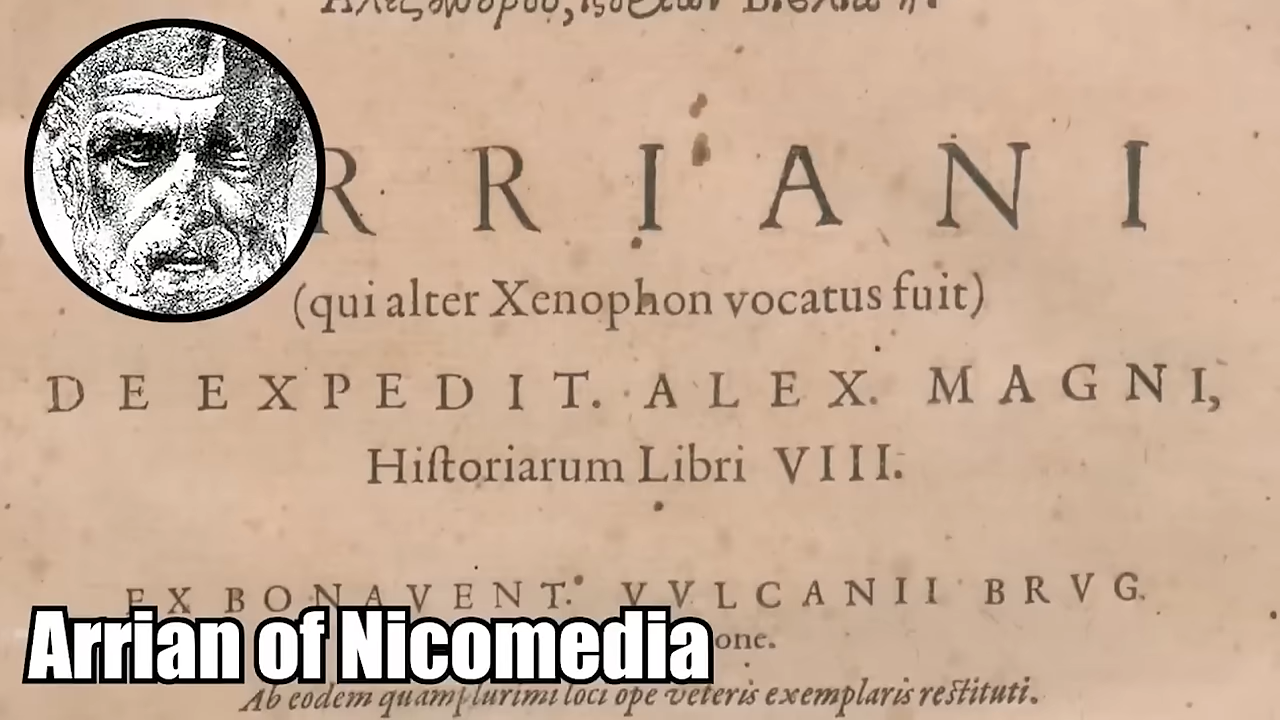 RRIANI
(qui alter Xenophon vocatus fuit)
DE EXPEDIT. ALEX. MAGNI,
Hiſtoriarum Libri VIII.
EX BONAVENT. VVLCANII BRVG.
one.
Arrian of Nicomedia
Ab eodem quamplurimi loci ope veteris exemplaris reſtituti.